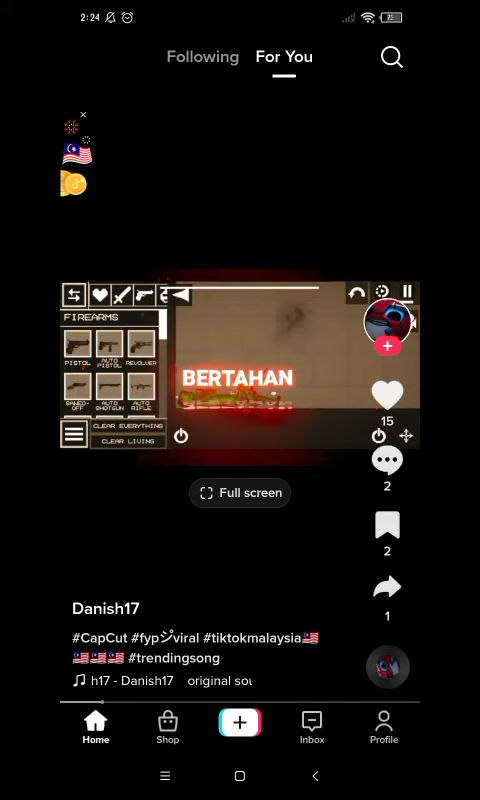 2:24
Following For You
FIREARMS
PISTOL
AUTO PISTOL
REVOLVER
SAWED-OFF
AUTO SHOTGUN
AUTO RIFLE
CLEAR EVERYTHING
CLEAR LIVING
BERTAHAN
15
2
2
1
Full screen
Danish17
#CapCut #fypシviral #tiktokmalaysia🇲🇾
🇲🇾🇲🇾🇲🇾 #trendingsong
h17 - Danish17 original sou
Home
Shop
Inbox
Profile